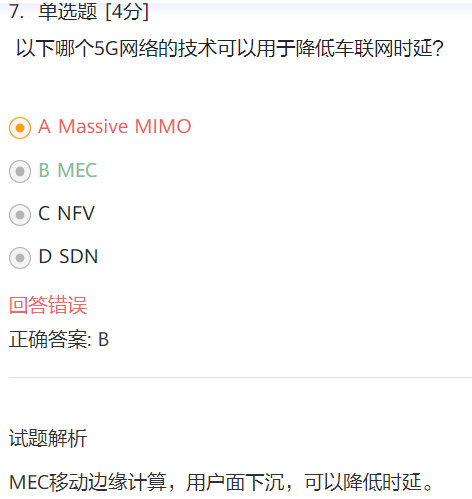 7. 单选题 [4分]
以下哪个5G网络的技术可以用于降低车联网时延?
A Massive MIMO
B MEC
C NFV
D SDN
回答错误
正确答案: B
试题解析
MEC移动边缘计算，用户面下沉，可以降低时延。